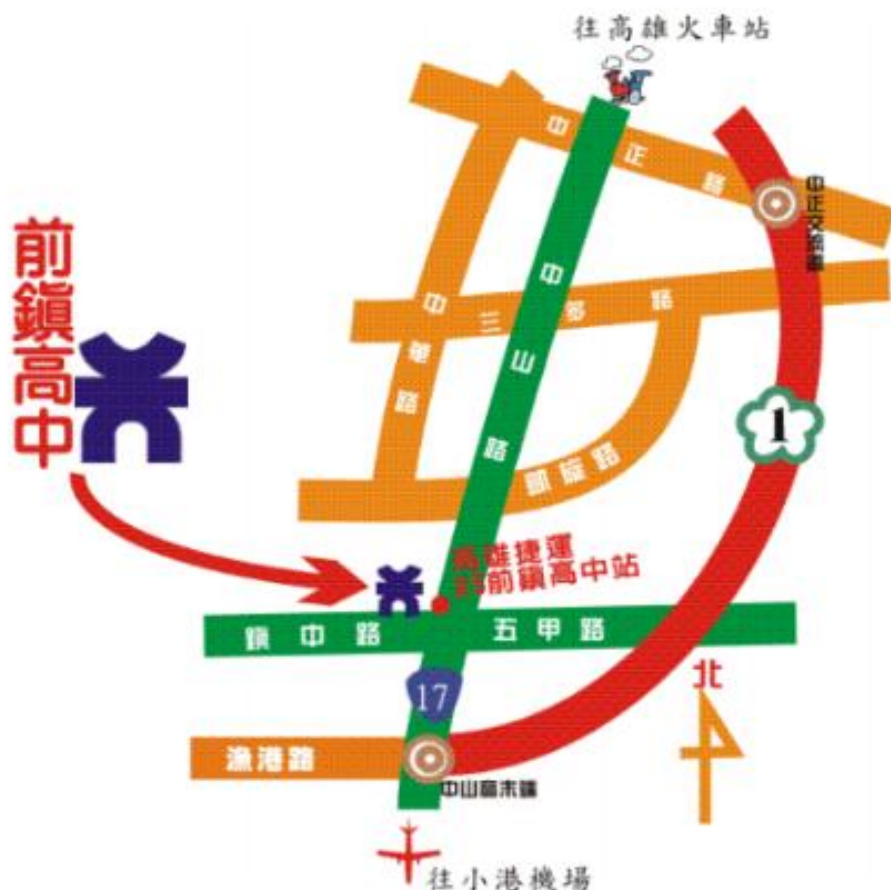 往高雄火車站
中正路
中正交流道
前鎮高中
中山路
三多路
中華路
1
凱旋路
高雄捷運
前鎮高中站
鎮中路
五甲路
北
17
漁港路
中山高末端
往小港機場